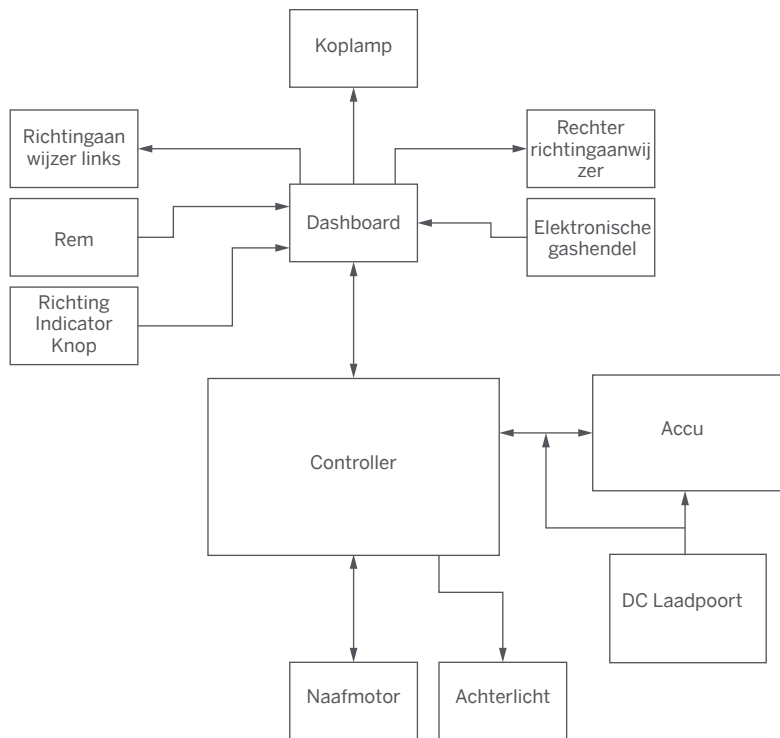 Koplamp
Richtingaan
wijzer links
Rechter
richtingaanwij
zer
Dashboard
Rem
Elektronische
gashendel
Richting
Indicator
Knop
Controller
Accu
DC Laadpoort
Naafmotor
Achterlicht